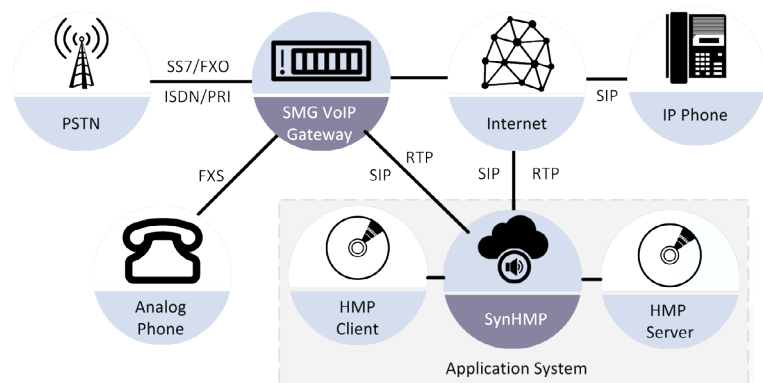 SS7/FXO
ISDN/PRI
PSTN
SMG VoIP
Gateway
Internet
SIP
IP Phone
FXS
RTP
SIP
SIP
RTP
Analog
Phone
HMP
Client
SynHMP
HMP
Server
Application System